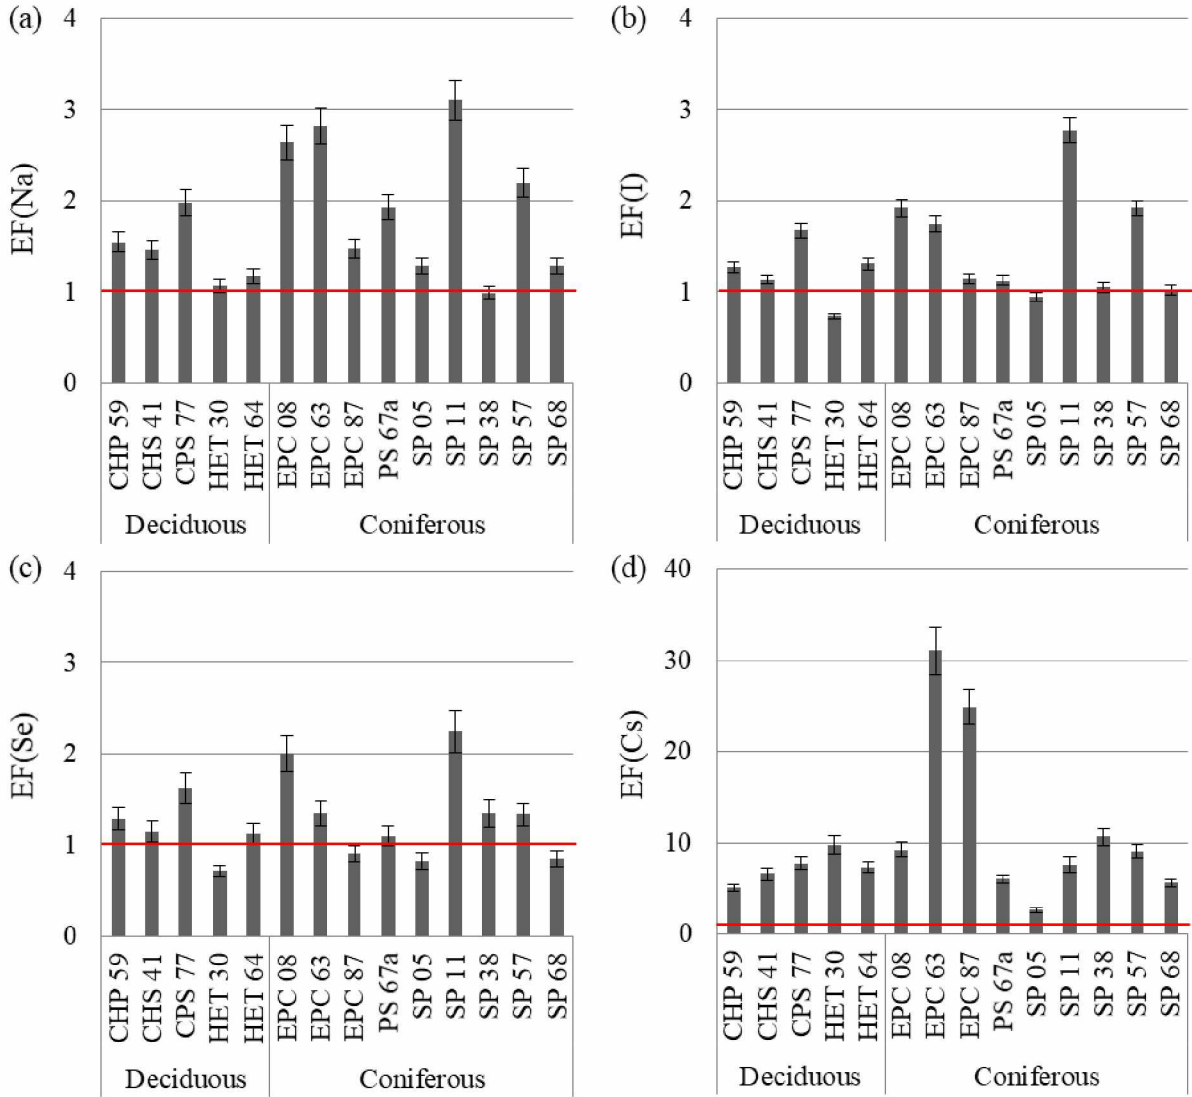 (a)
4
3
2
1
0
EF(Na)
CHP 59
CHS 41
CPS 77
HET 30
HET 64
EPC 08
EPC 63
EPC 87
PS 67a
SP 05
SP 11
SP 38
SP 57
SP 68
Deciduous
Coniferous
(b)
4
3
2
1
0
EF(I)
CHP 59
CHS 41
CPS 77
HET 30
HET 64
EPC 08
EPC 63
EPC 87
PS 67a
SP 05
SP 11
SP 38
SP 57
SP 68
Deciduous
Coniferous
(c)
4
3
2
1
0
EF(Se)
CHP 59
CHS 41
CPS 77
HET 30
HET 64
EPC 08
EPC 63
EPC 87
PS 67a
SP 05
SP 11
SP 38
SP 57
SP 68
Deciduous
Coniferous
(d)
40
30
20
10
0
EF(Cs)
CHP 59
CHS 41
CPS 77
HET 30
HET 64
EPC 08
EPC 63
EPC 87
PS 67a
SP 05
SP 11
SP 38
SP 57
SP 68
Deciduous
Coniferous